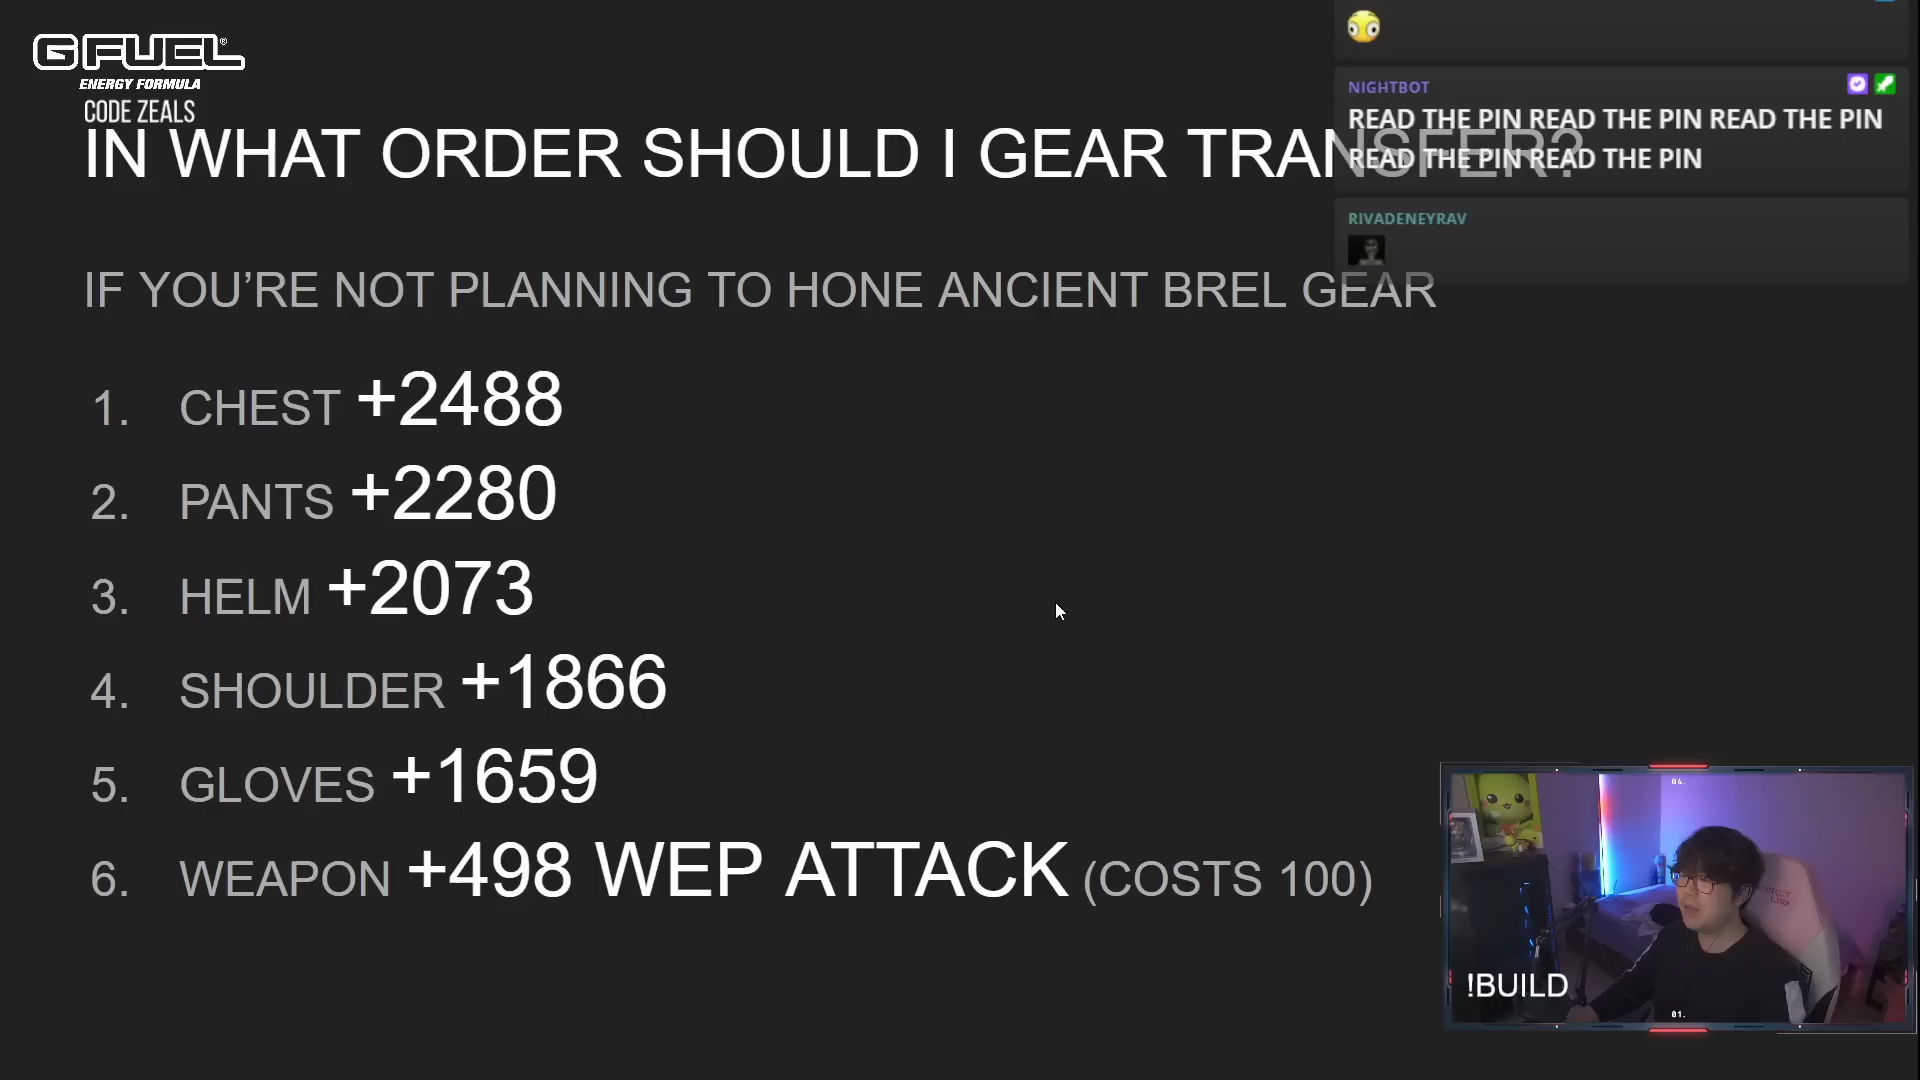 GFUEL®
ENERGY FORMULA
CODE ZEALS
IN WHAT ORDER SHOULD I GEAR TRANSFER?
NIGHTBOT
READ THE PIN READ THE PIN READ THE PIN
READ THE PIN READ THE PIN
RIVADENEYRAV
IF YOU’RE NOT PLANNING TO HONE ANCIENT BREL GEAR
1. CHEST +2488
2. PANTS +2280
3. HELM +2073
4. SHOULDER +1866
5. GLOVES +1659
6. WEAPON +498 WEP ATTACK (COSTS 100)
04.
!BUILD
01.